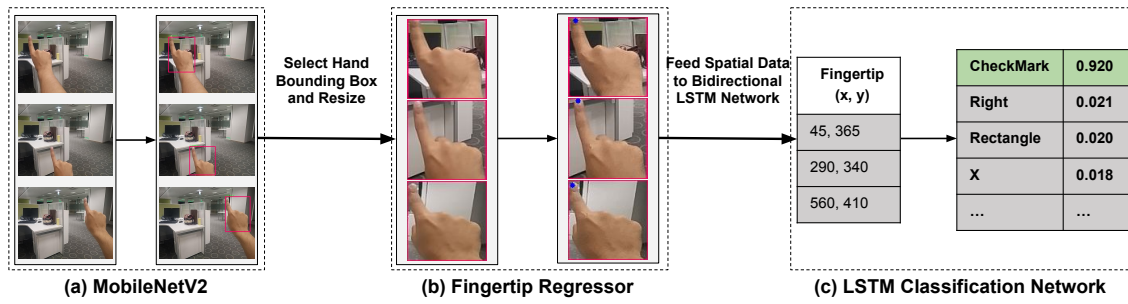 Select Hand
Bounding Box
and Resize
Feed Spatial Data
to Bidirectional
LSTM Network
Fingertip
(x, y)
45, 365
290, 340
560, 410
CheckMark 0.920
Right 0.021
Rectangle 0.020
X 0.018
... ...
(a) MobileNetV2
(b) Fingertip Regressor
(c) LSTM Classification Network